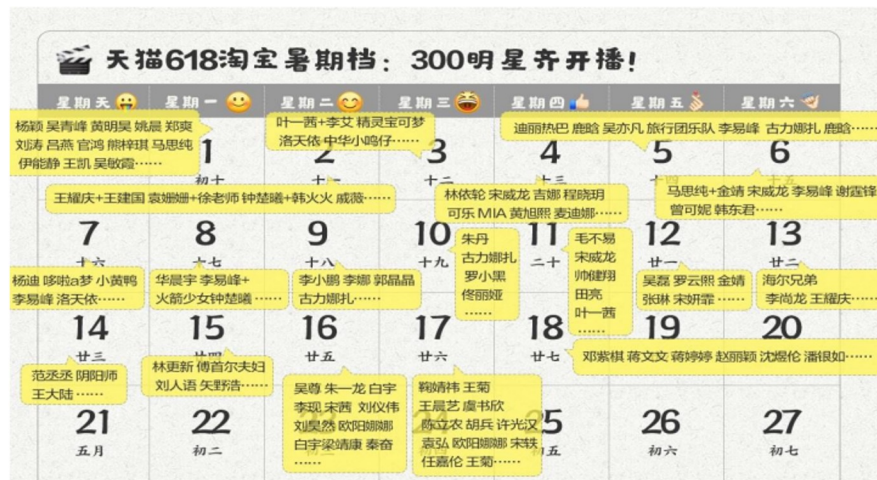 天猫618淘宝暑期档：300明星齐开播！
星期天 星期一 星期二 星期三 星期四 星期五 星期六
杨颖 吴青峰 黄明昊 姚晨 郑爽
刘涛 吕燕 官鸿 熊梓琪 马思纯
伊能静 王凯 吴敏霞……
叶一茜+李艾 精灵宝可梦
洛天依 中华小鸣仔……
迪丽热巴 鹿晗 吴亦凡 旅行团乐队 李易峰 古力娜扎 鹿晗……
1 2 3 4 5 6
初十 十一 十二 十三 十四 十五
王耀庆+王建国 袁姗姗+徐老师 钟楚曦+韩火火 戚薇……
林依轮 宋威龙 吉娜 程晓玥
可乐 MIA 黄旭熙 麦迪娜……
马思纯+金靖 宋威龙 李易峰 谢霆锋
曾可妮 韩东君……
7 8 9 10 11 12 13
十六 十七 十八 十九 二十 廿一 廿二
朱丹
古力娜扎
罗小黑
佟丽娅
……
毛不易
宋威龙
帅健翔
田亮
叶一茜
……
杨迪 哆啦a梦 小黄鸭
李易峰 洛天依……
华晨宇 李易峰+
火箭少女钟楚曦……
李小鹏 李娜 郭晶晶
古力娜扎……
吴磊 罗云熙 金靖
张琳 宋妍霏 ……
海尔兄弟
李尚龙 王耀庆……
14 15 16 17 18 19 20
廿三 廿四 廿五 廿六 廿七
邓紫棋 蒋文文 蒋婷婷 赵丽颖 沈煜伦 潘银如……
范丞丞 阴阳师
王大陆 ……
林更新 傅首尔夫妇
刘人语 矢野浩……
吴尊 朱一龙 白宇
李现 宋茜 刘仪伟
刘昊然 欧阳娜娜
白宇梁靖康 秦奋
……
鞠婧祎 王菊
王晨艺 虞书欣
陈立农 胡兵 许光汉
袁弘 欧阳娜娜 宋轶
任嘉伦 王菊……
21 22 23 24 25 26 27
五月 初二 初三 初四 初五 初六 初七